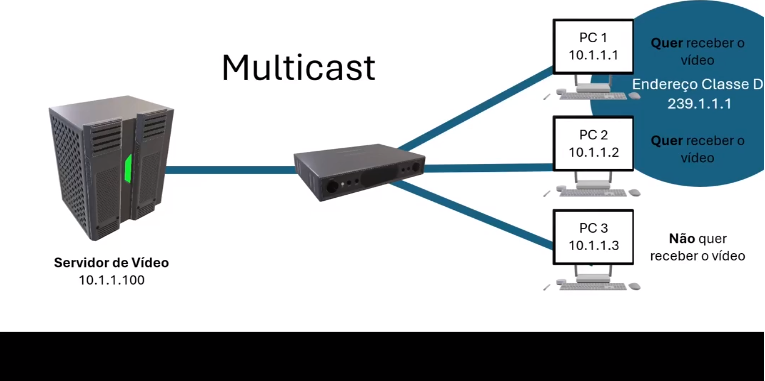 Multicast
Servidor de Vídeo
10.1.1.100
PC 1
10.1.1.1
Quer receber o
vídeo
Endereço Classe D
239.1.1.1
PC 2
10.1.1.2
Quer receber o
vídeo
PC 3
10.1.1.3
Não quer
receber o vídeo